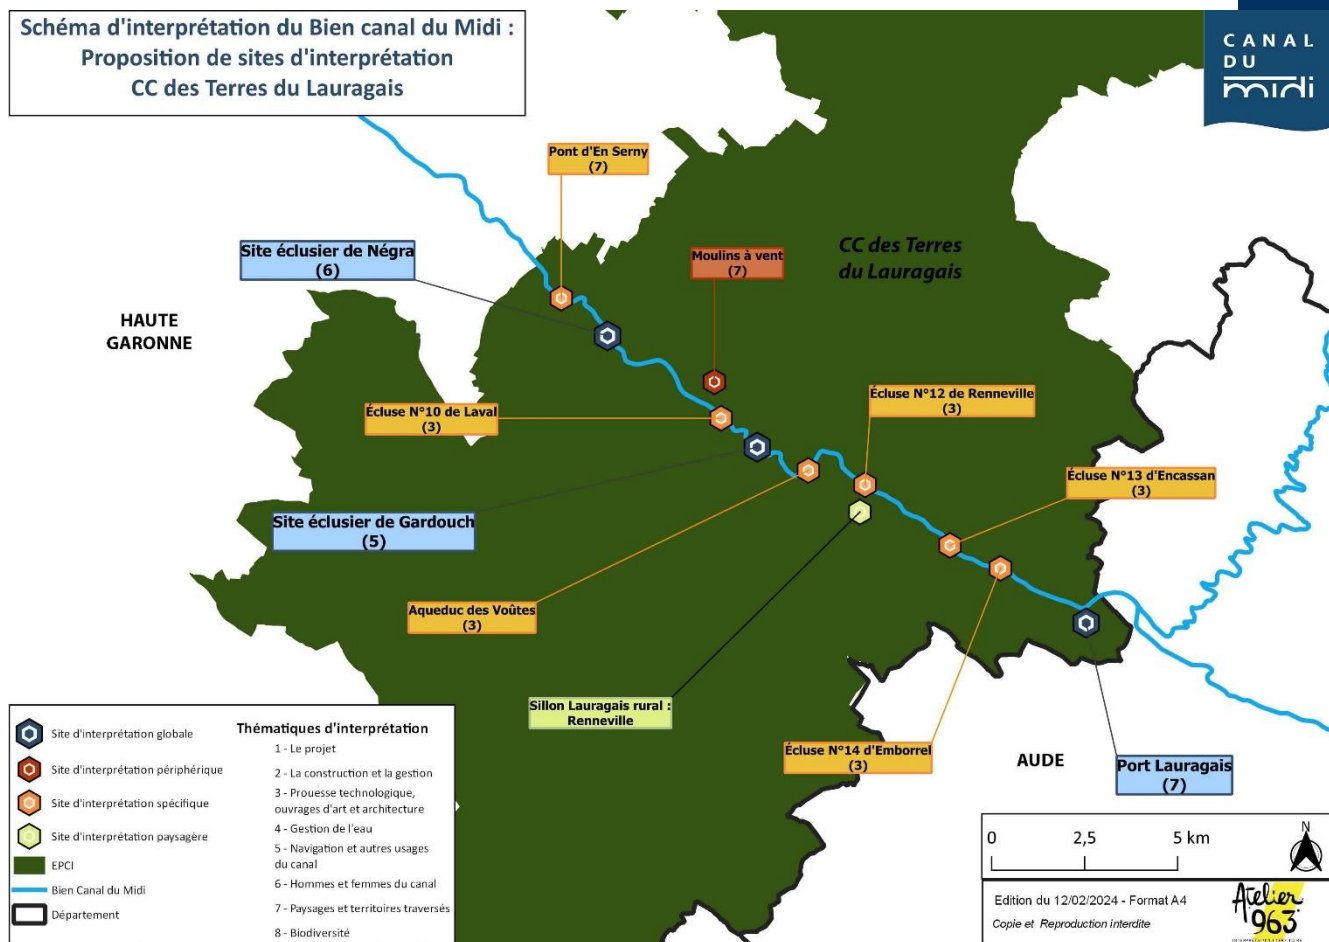 Schéma d'interprétation du Bien canal du Midi :
Proposition de sites d'interprétation
CC des Terres du Lauragais
CANAL
DU
midi
Pont d'En Serny
(7)
Site éclusier de Négra
(6)
Moulins à vent
(7)
CC des Terres
du Lauragais
HAUTE
GARONNE
Écluse N°10 de Laval
(3)
Écluse N°12 de Renneville
(3)
Écluse N°13 d'Encassan
(3)
Site éclusier de Gardouch
(5)
Aqueduc des Voûtes
(3)
Sillon Lauragais rural :
Renneville
Écluse N°14 d'Emborrel
(3)
AUDE
Port Lauragais
(7)
Site d'interprétation globale
Site d'interprétation périphérique
Site d'interprétation spécifique
Site d'interprétation paysagère
EPCI
Bien Canal du Midi
Département
Thématiques d'interprétation
1 - Le projet
2 - La construction et la gestion
3 - Prouesse technologique,
ouvrages d'art et architecture
4 - Gestion de l'eau
5 - Navigation et autres usages
du canal
6 - Hommes et femmes du canal
7 - Paysages et territoires traversés
8 - Biodiversité
0 2,5 5 km
N
Edition du 12/02/2024 - Format A4
Copie et Reproduction interdite
Atelier
963